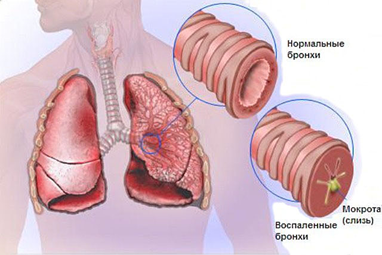 Нормальные
бронхи
Мокрота
(слизь)
Воспаленные
бронхи